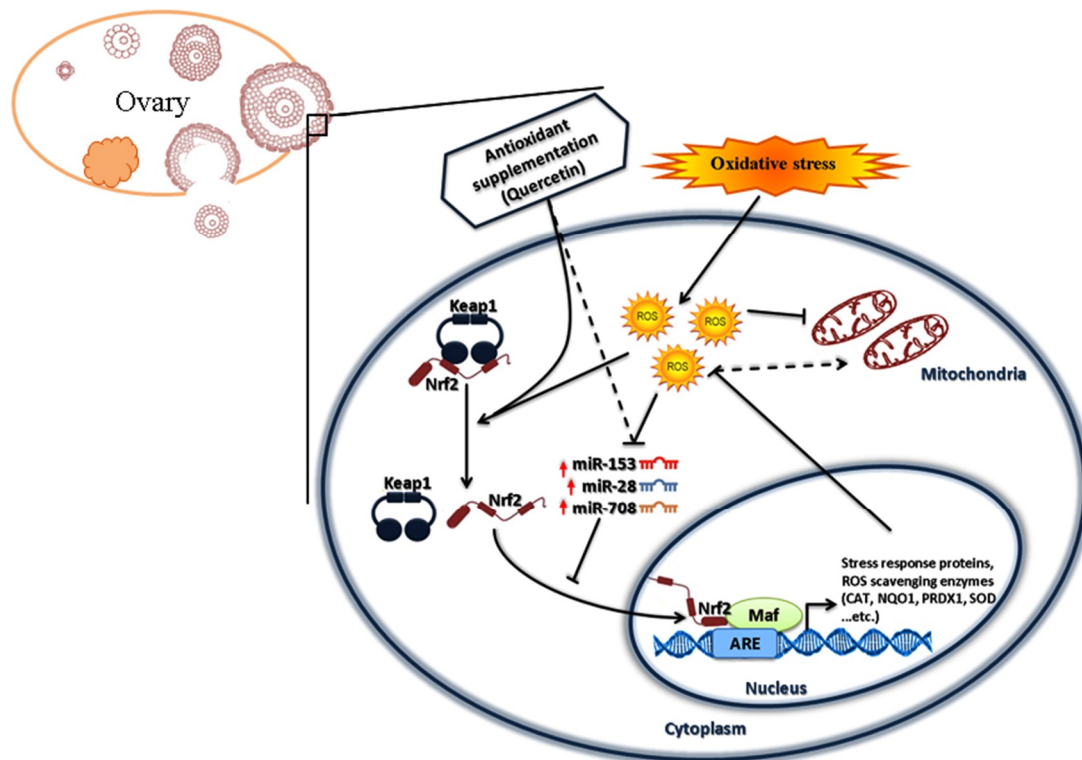 Ovary
Antioxidant
supplementation
(Quercetin)
Oxidative stress
Keap1
Nrf2
ROS
ROS
ROS
Mitochondria
Keap1
Nrf2
miR-153
miR-28
miR-708
Stress response proteins,
ROS scavenging enzymes
(CAT, NQO1, PRDX1, SOD
...etc.)
Nrf2
Maf
ARE
Nucleus
Cytoplasm